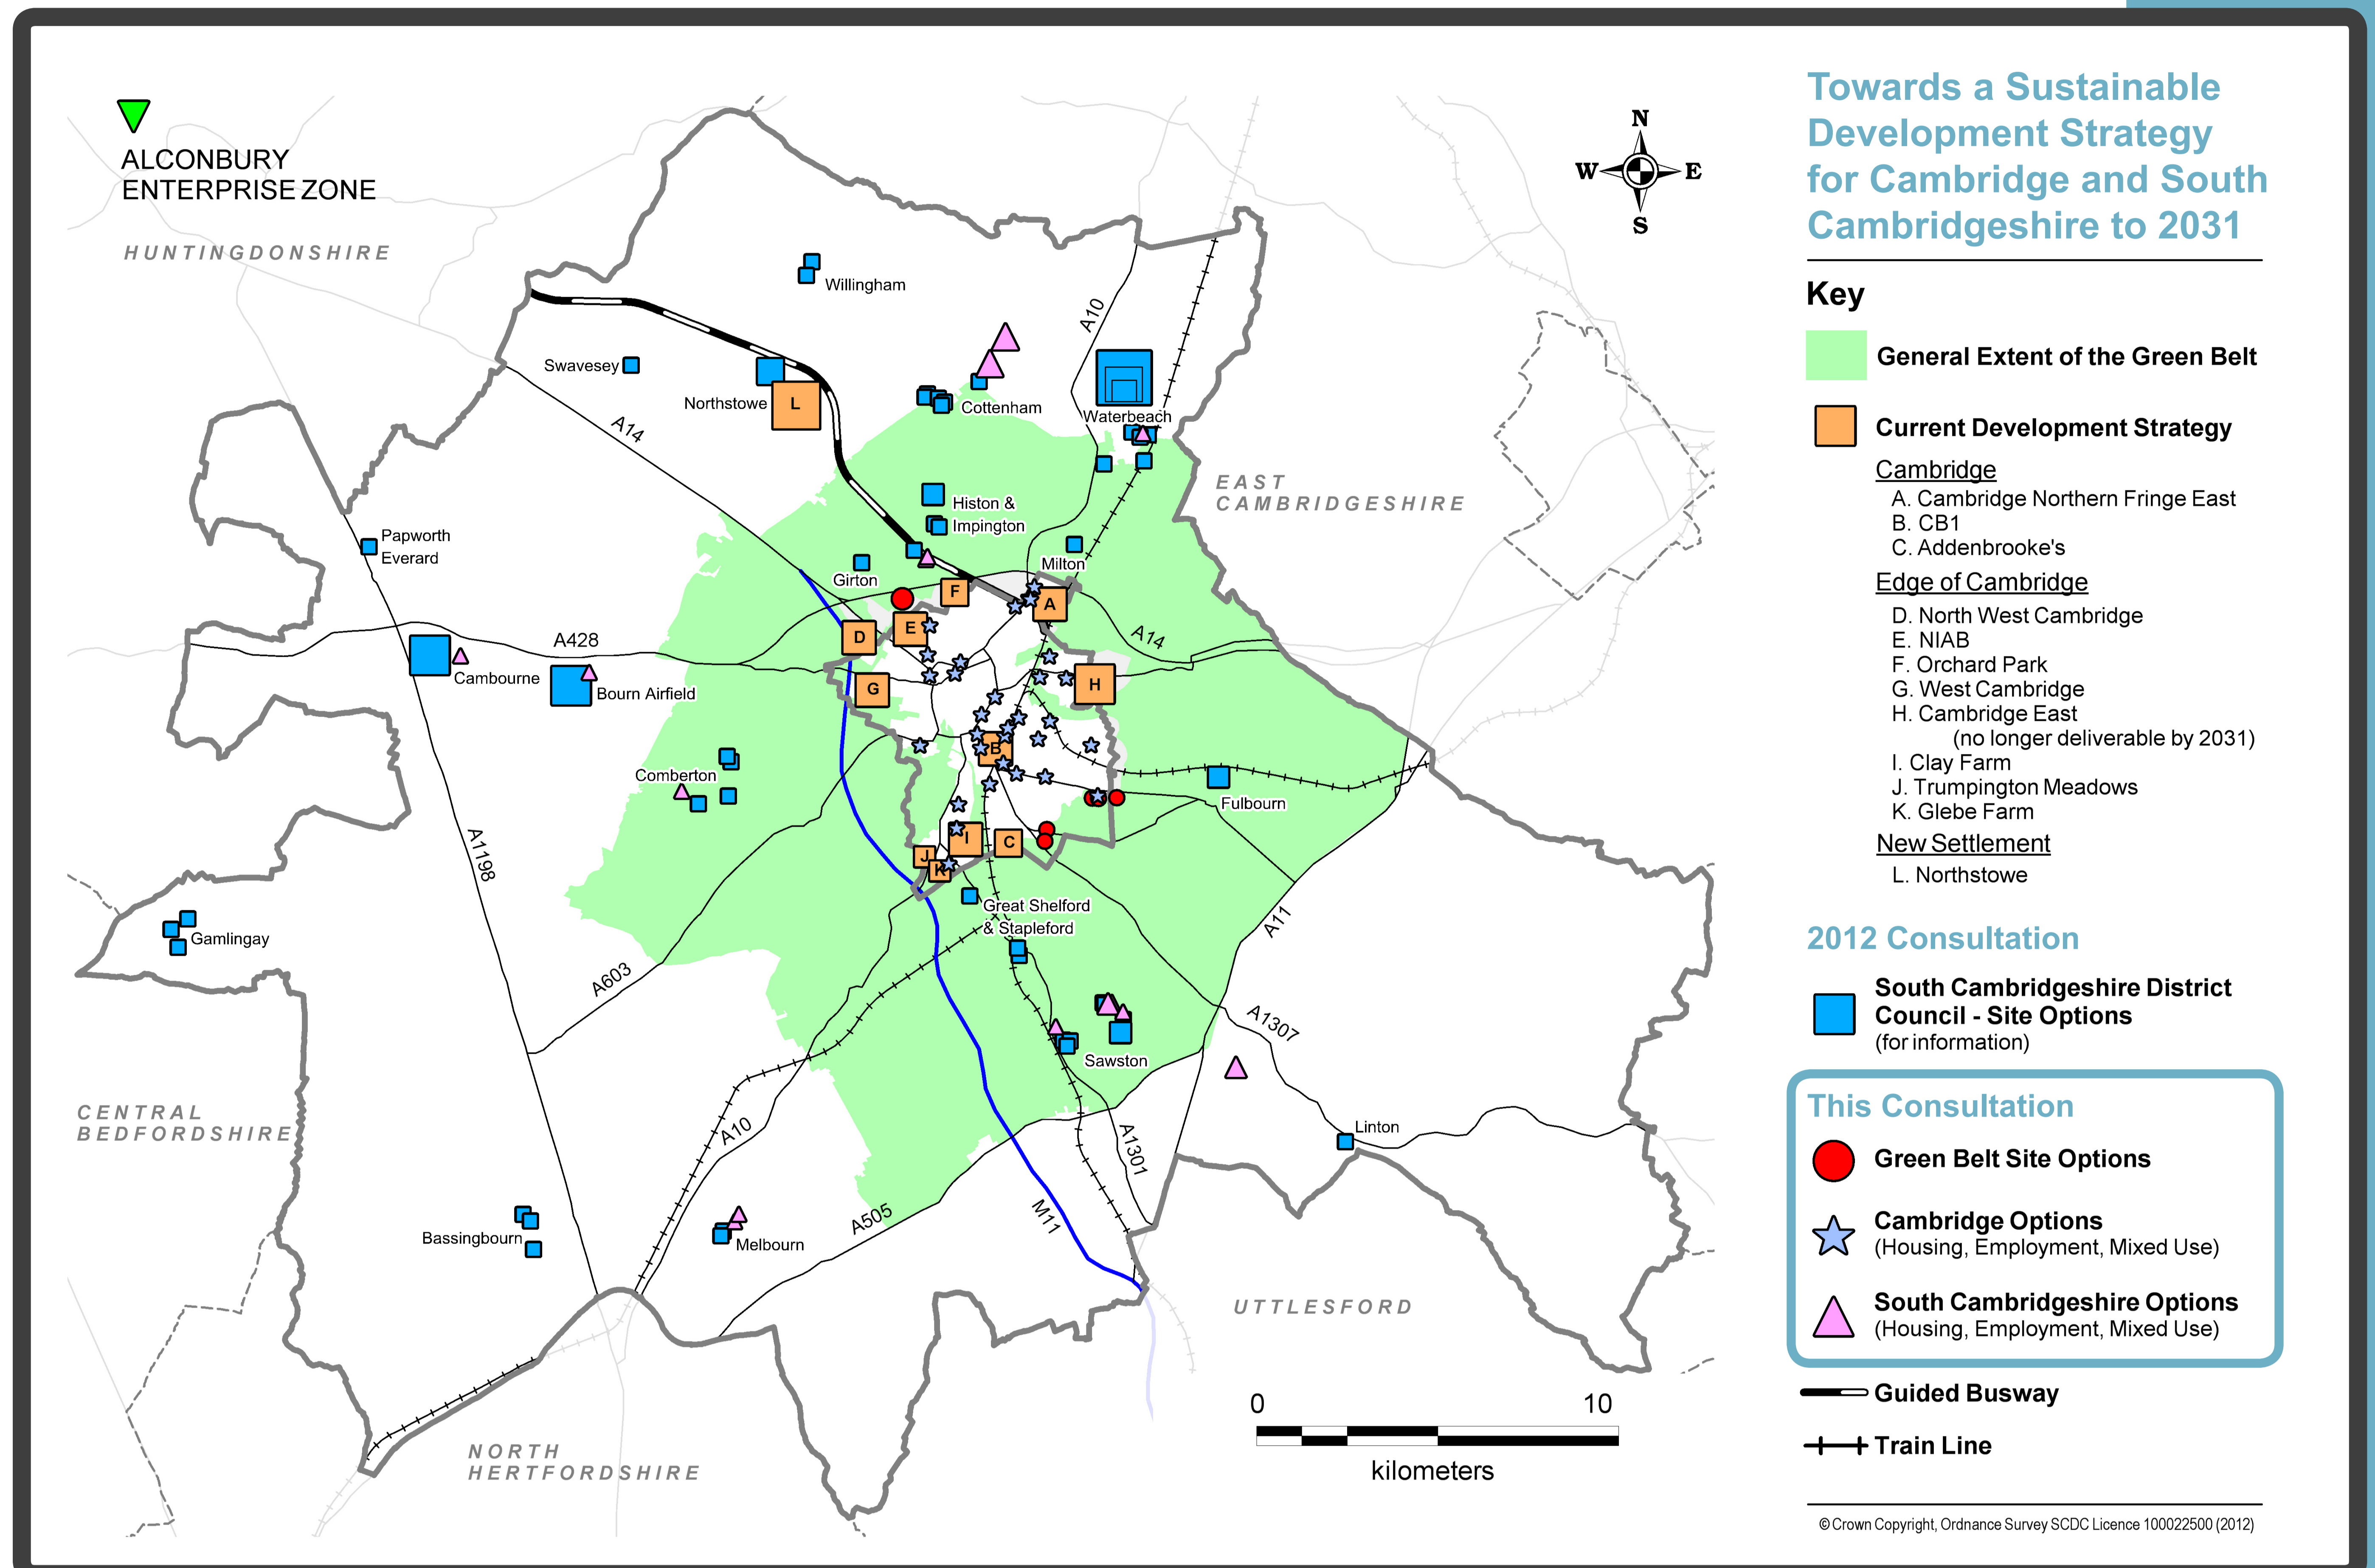 Towards a Sustainable
Development Strategy
for Cambridge and South
Cambridgeshire to 2031
Key
General Extent of the Green Belt
Current Development Strategy
Cambridge
A. Cambridge Northern Fringe East
B. CB1
C. Addenbrooke's
Edge of Cambridge
D. North West Cambridge
E. NIAB
F. Orchard Park
G. West Cambridge
H. Cambridge East
(no longer deliverable by 2031)
I. Clay Farm
J. Trumpington Meadows
K. Glebe Farm
New Settlement
L. Northstowe
2012 Consultation
South Cambridgeshire District
Council - Site Options
(for information)
This Consultation
Green Belt Site Options
Cambridge Options
(Housing, Employment, Mixed Use)
South Cambridgeshire Options
(Housing, Employment, Mixed Use)
Guided Busway
Train Line
© Crown Copyright, Ordnance Survey SCDC Licence 100022500 (2012)
ALCONBURY
ENTERPRISE ZONE
HUNTINGDONSHIRE
N
W
E
S
Willingham
A10
Swavesey
Northstowe
L
Cottenham
Waterbeach
A14
EAST
CAMBRIDGESHIRE
Histon &
Impington
Papworth
Everard
Milton
Girton
F
A
E
D
A14
A428
Cambourne
Bourn Airfield
G
H
B
Comberton
Fulbourn
A1198
I
C
J
K
Great Shelford
& Stapleford
Gamlingay
A11
A603
A1307
Sawston
CENTRAL
BEDFORDSHIRE
A10
A1301
Linton
M11
A505
Bassingbourn
Melbourn
UTTLESFORD
NORTH
HERTFORDSHIRE
0
10
kilometers